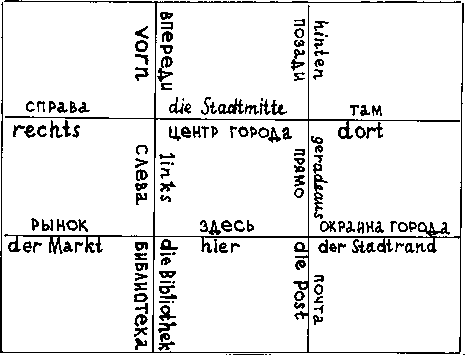 vorn
впереди
позади
hinten
справа
die Stadtmitte
там
rechts
центр города
dort
слева
links
прямо
geradeaus
рынок
здесь
окраина города
der Markt
hier
der Stadtrand
библиотека
die Bibliothek
die Post
почта